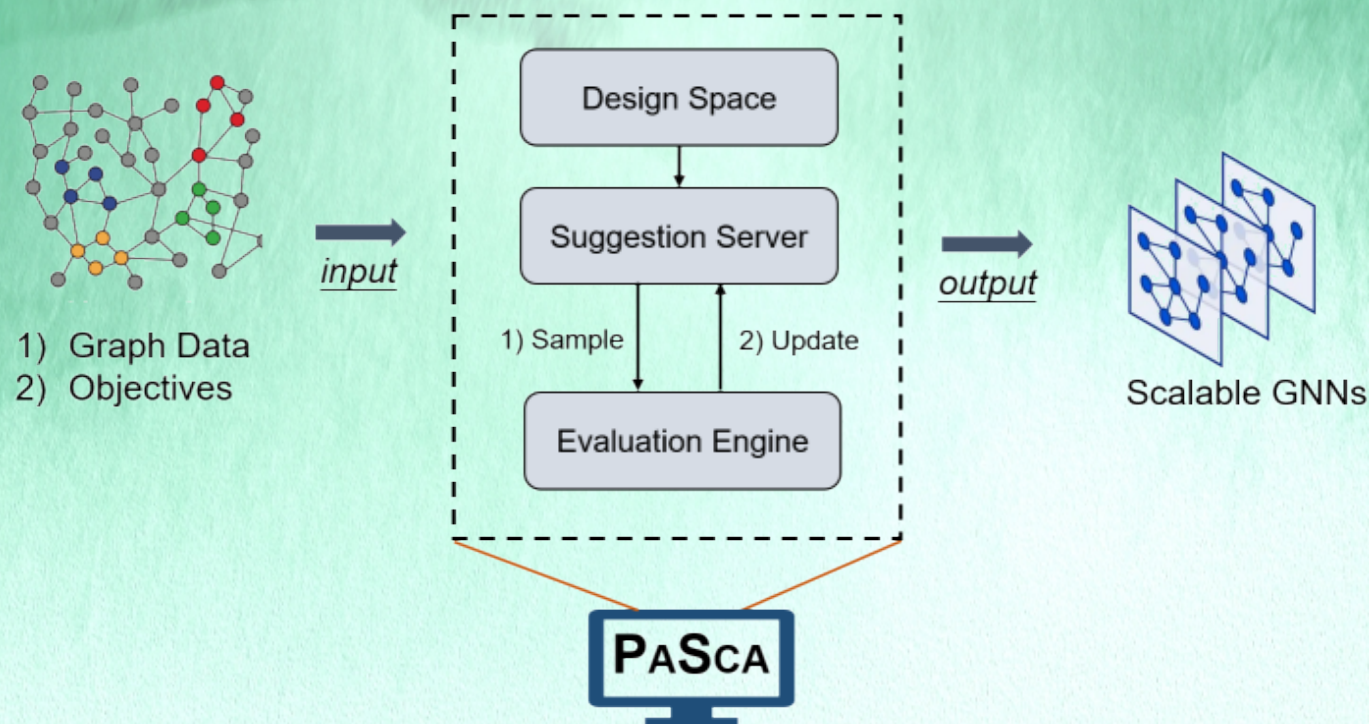 Design Space
Suggestion Server
input
output
1) Sample
2) Update
1) Graph Data
2) Objectives
Evaluation Engine
Scalable GNNs
PASCA